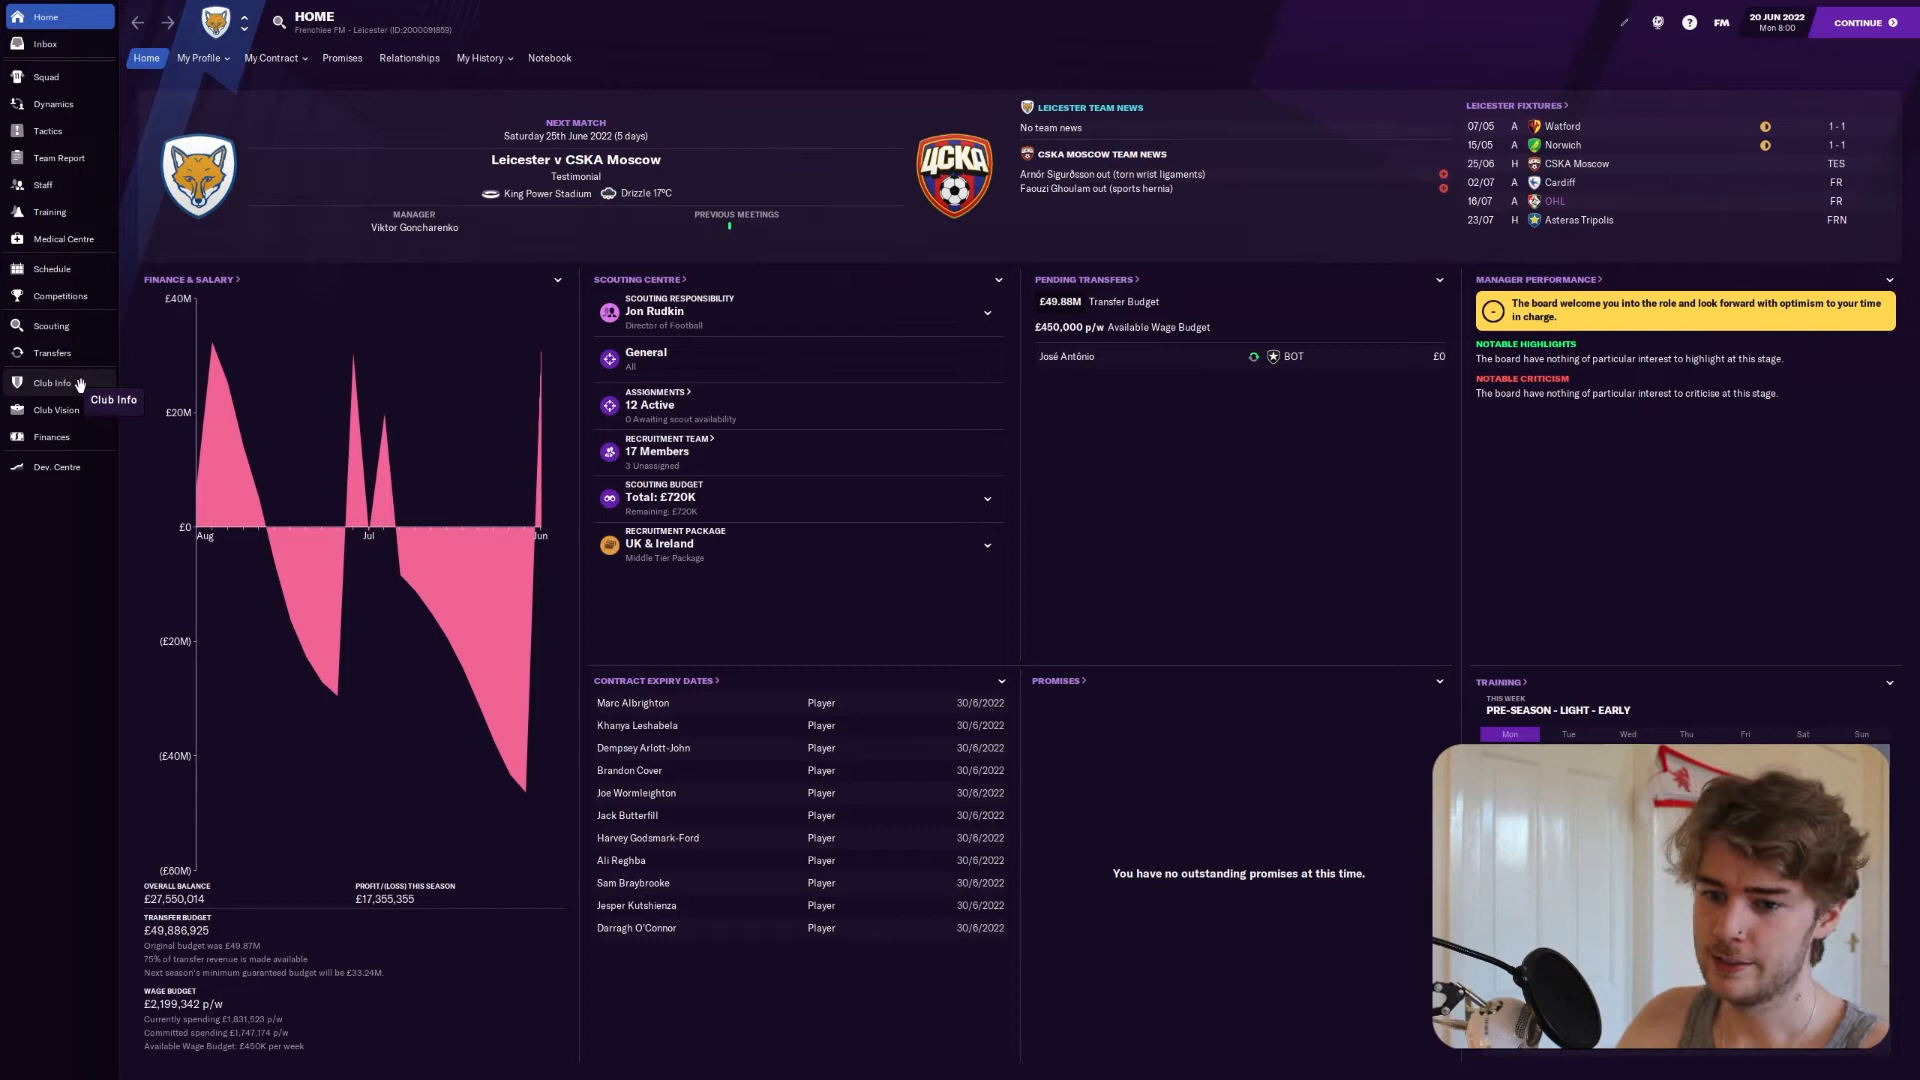 Home
Inbox
Squad
Dynamics
Tactics
Team Report
Staff
Training
Medical Centre
Schedule
Competitions
Scouting
Transfers
Club Info
Club Info
Club Vision
Finances
Dev. Centre
HOME
Frenchiee FM - Leicester (ID:2000091859)
?
FM
20 JUN 2022
Mon 8:00
CONTINUE
Home
My Profile
My Contract
Promises
Relationships
My History
Notebook
NEXT MATCH
Saturday 25th June 2022 (5 days)
Leicester v CSKA Moscow
Testimonial
King Power Stadium
Drizzle 17°C
MANAGER
Viktor Goncharenko
PREVIOUS MEETINGS
ЦСКА
LEICESTER TEAM NEWS
No team news
CSKA MOSCOW TEAM NEWS
Arnór Sigurðsson out (torn wrist ligaments)
Faouzi Ghoulam out (sports hernia)
LEICESTER FIXTURES
07/05 A Watford 1 - 1
15/05 A Norwich 1 - 1
25/06 H CSKA Moscow TES
02/07 A Cardiff FR
16/07 A OHL FR
23/07 H Asteras Tripolis FRN
FINANCE & SALARY
£40M
£20M
£0
(£20M)
(£40M)
(£60M)
Aug
Jul
Jun
OVERALL BALANCE
£27,550,014
PROFIT/(LOSS) THIS SEASON
£17,355,355
TRANSFER BUDGET
£49,886,925
Original budget was £49.87M
75% of transfer revenue is made available
Next season's minimum guaranteed budget will be £33.24M.
WAGE BUDGET
£2,199,342 p/w
Currently spending £1,831,523 p/w
Committed spending £1,747,174 p/w
Available Wage Budget: £450K per week
SCOUTING CENTRE
SCOUTING RESPONSIBILITY
Jon Rudkin
Director of Football
General
All
ASSIGNMENTS
12 Active
0 Awaiting scout availability
RECRUITMENT TEAM
17 Members
3 Unassigned
SCOUTING BUDGET
Total: £720K
Remaining: £720K
RECRUITMENT PACKAGE
UK & Ireland
Middle Tier Package
PENDING TRANSFERS
£49.88M Transfer Budget
£450,000 p/w Available Wage Budget
José Antônio BOT £0
MANAGER PERFORMANCE
The board welcome you into the role and look forward with optimism to your time
in charge.
NOTABLE HIGHLIGHTS
The board have nothing of particular interest to highlight at this stage.
NOTABLE CRITICISM
The board have nothing of particular interest to criticise at this stage.
CONTRACT EXPIRY DATES
Marc Albrighton Player 30/6/2022
Khanya Leshabela Player 30/6/2022
Dempsey Arlott-John Player 30/6/2022
Brandon Cover Player 30/6/2022
Joe Wormleighton Player 30/6/2022
Jack Butterfill Player 30/6/2022
Harvey Godsmark-Ford Player 30/6/2022
Ali Reghba Player 30/6/2022
Sam Braybrooke Player 30/6/2022
Jesper Kutshienza Player 30/6/2022
Darragh O'Connor Player 30/6/2022
PROMISES
You have no outstanding promises at this time.
TRAINING
THIS WEEK
PRE-SEASON - LIGHT - EARLY
Mon Tue Wed Thu Fri Sat Sun